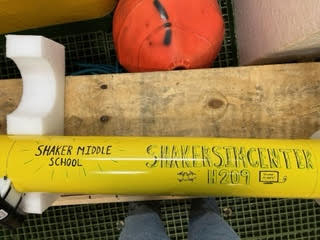 SHAKER MIDDLE
SCHOOL
SHAKERSIMCENTER
H209